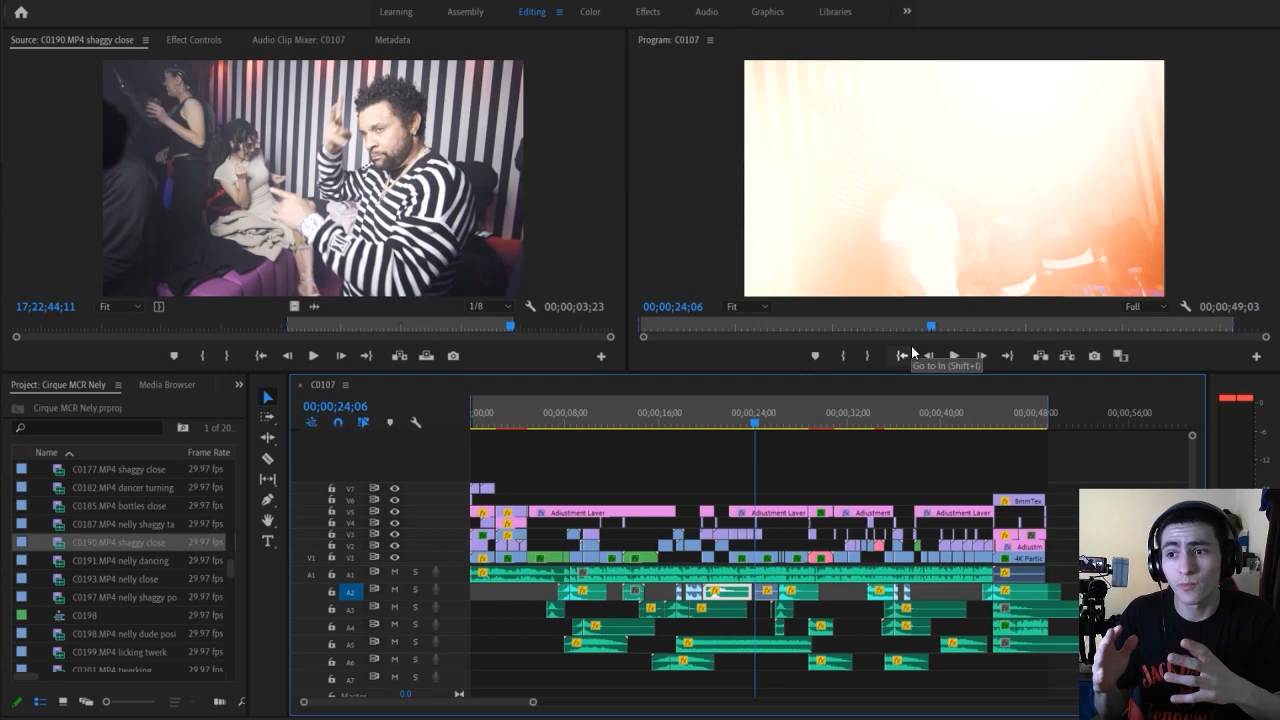 Learning Assembly Editing Color Effects Audio Graphics Libraries
Source: C0190.MP4 shaggy close Effect Controls Audio Clip Mixer: C0107 Metadata
Program: C0107
17;22;44;11 Fit 1/8 00;00;03;23
00;00;24;06 Fit Full 00;00;49;03
Go to In (Shift+I)
Project: Cirque MCR Nely Media Browser
Cirque MCR Nely.prproj
1 of 20...
Name Frame Rate
C0177.MP4 shaggy close 29.97 fps
C0182.MP4 dancer turning 29.97 fps
C0185.MP4 bottles close 29.97 fps
C0187.MP4 nelly shaggy ta 29.97 fps
C0190.MP4 shaggy close 29.97 fps
C0191.MP4 nelly dancing 29.97 fps
C0193.MP4 nelly close 29.97 fps
C0197.MP4 nelly shaggy po 29.97 fps
C0198 29.97 fps
C0198.MP4 nelly dude posi 29.97 fps
C0199.MP4 licking twerk 29.97 fps
C0201.MP4 twerking 29.97 fps
C0107
00;00;24;06
;00;00 00;00;08;00 00;00;16;00 00;00;24;00 00;00;32;00 00;00;40;00 00;00;48;00 00;00;56;00
V7
V6 8mmTex
V5 Adjustment Layer Adjustment Layer Adjustment Adjustment Layer
V4
V3
V2 Adjustm
V1 V1 4K Partic
A1 A1 M S
A2 M S
A3 M S
A4 M S
A5 M S
A6 M S
A7 M S
Master 0.0
0
-12